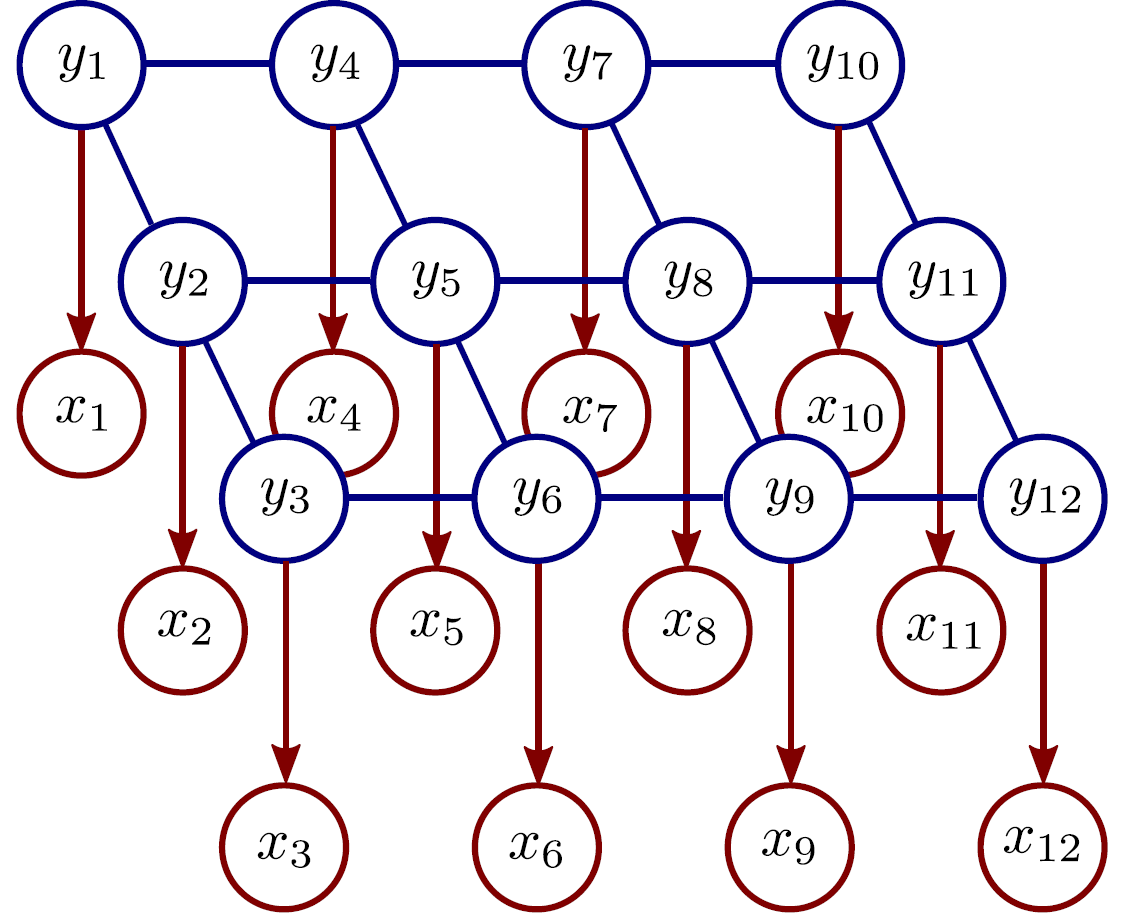 y₁ y₄ y₇ y₁₀
y₂ y₅ y₈ y₁₁
x₁ x₄ x₇ x₁₀
y₃ y₆ y₉ y₁₂
x₂ x₅ x₈ x₁₁
x₃ x₆ x₉ x₁₂